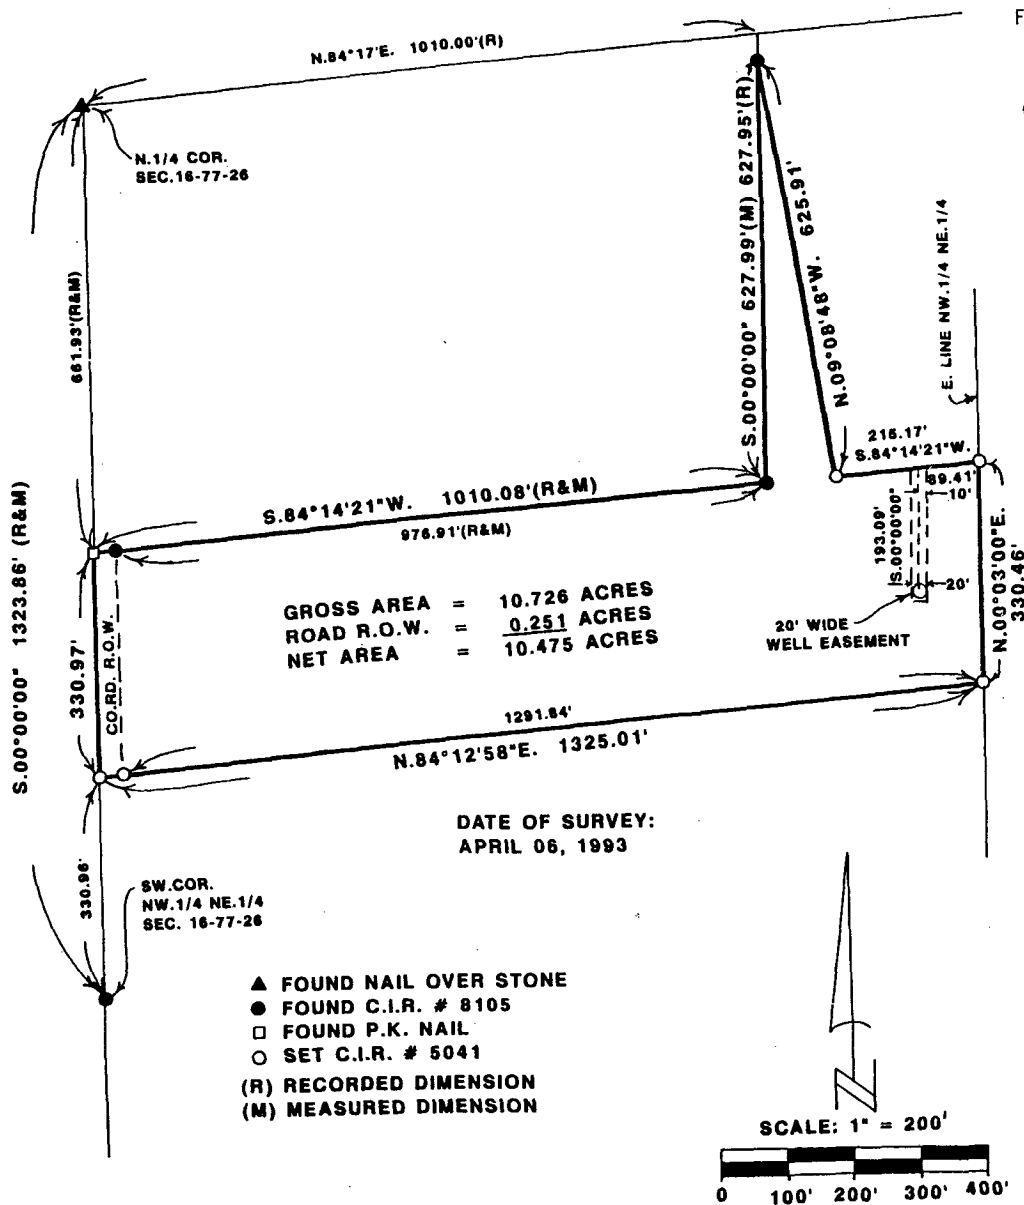 F
N.84°17'E. 1010.00'(R)
N.1/4 COR.
SEC.16-77-26
661.93'(R&M)
S.00°00'00" 627.99'(M) 627.95'(R)
N.09°08'48"W. 625.91'
E. LINE NW.1/4 NE.1/4
215.17'
S.84°14'21"W.
89.41'
10'
193.09'
S.00°00'00"
20'
20' WIDE
WELL EASEMENT
N.00°03'00"E.
330.46'
S.84°14'21"W. 1010.08'(R&M)
976.91'(R&M)
S.00°00'00" 1323.86' (R&M)
330.97'
CO.RD. R.O.W.
GROSS AREA = 10.726 ACRES
ROAD R.O.W. = 0.251 ACRES
NET AREA = 10.475 ACRES
1291.84'
N.84°12'58"E. 1325.01'
DATE OF SURVEY:
APRIL 06, 1993
330.96'
SW.COR.
NW.1/4 NE.1/4
SEC. 16-77-26
▲ FOUND NAIL OVER STONE
● FOUND C.I.R. # 8105
□ FOUND P.K. NAIL
○ SET C.I.R. # 5041
(R) RECORDED DIMENSION
(M) MEASURED DIMENSION
N
SCALE: 1" = 200'
0 100' 200' 300' 400'